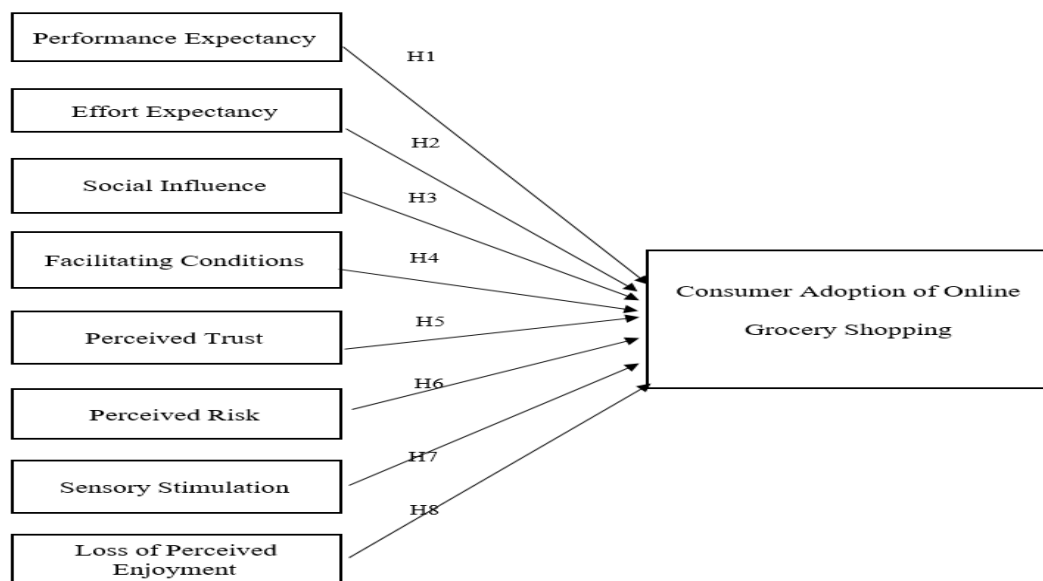 Performance Expectancy
H1
Effort Expectancy
H2
Social Influence
H3
Facilitating Conditions
H4
Perceived Trust
H5
Perceived Risk
H6
Sensory Stimulation
H7
Loss of Perceived
Enjoyment
H8
Consumer Adoption of Online
Grocery Shopping